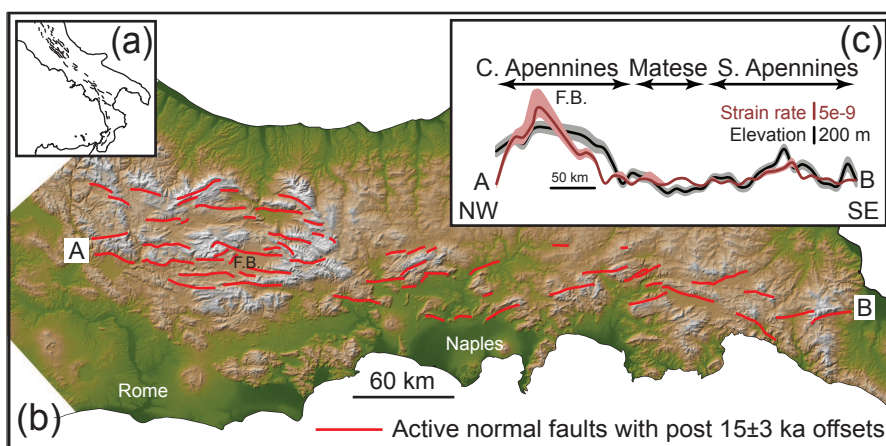 (a)
(c)
C. Apennines Matese S. Apennines
F.B.
Strain rate 5e-9
Elevation 200 m
A B
50 km
NW SE
A
F.B.
B
Naples
Rome
60 km
(b)
Active normal faults with post 15±3 ka offsets